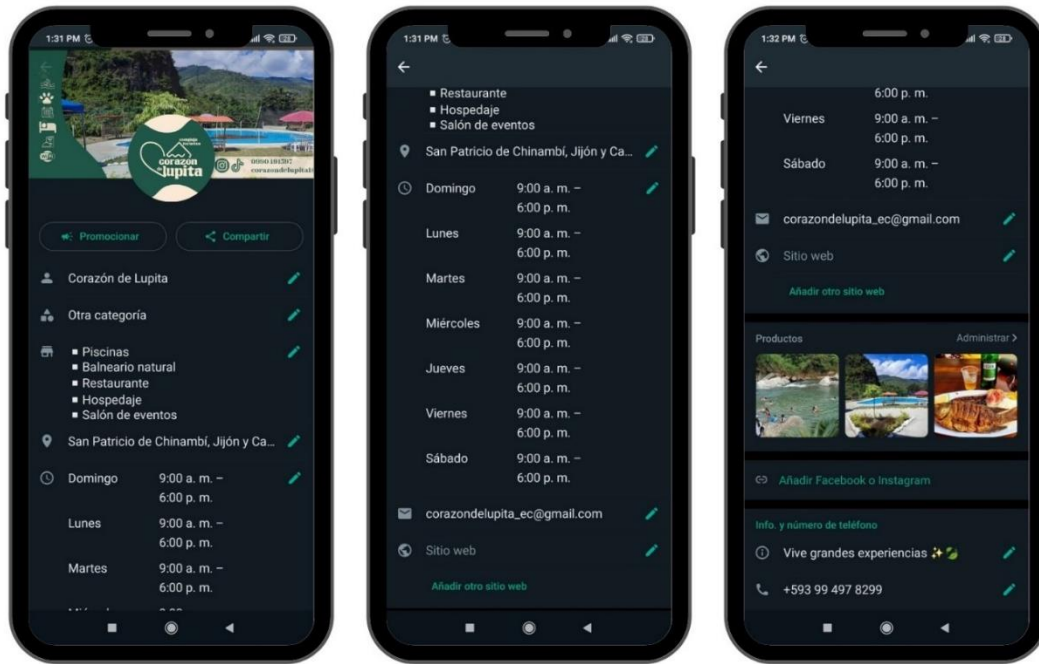 1:31 PM
corazón
de lupita
corazondelupita
Promocionar
Compartir
Corazón de Lupita
Otra categoría
▪ Piscinas
▪ Balneario natural
▪ Restaurante
▪ Hospedaje
▪ Salón de eventos
San Patricio de Chinambí, Jijón y Ca...
Domingo 9:00 a. m. –
6:00 p. m.
Lunes 9:00 a. m. –
6:00 p. m.
Martes 9:00 a. m. –
6:00 p. m.
1:31 PM
▪ Restaurante
▪ Hospedaje
▪ Salón de eventos
San Patricio de Chinambí, Jijón y Ca...
Domingo 9:00 a. m. –
6:00 p. m.
Lunes 9:00 a. m. –
6:00 p. m.
Martes 9:00 a. m. –
6:00 p. m.
Miércoles 9:00 a. m. –
6:00 p. m.
Jueves 9:00 a. m. –
6:00 p. m.
Viernes 9:00 a. m. –
6:00 p. m.
Sábado 9:00 a. m. –
6:00 p. m.
corazondelupita_ec@gmail.com
Sitio web
Añadir otro sitio web
1:32 PM
6:00 p. m.
Viernes 9:00 a. m. –
6:00 p. m.
Sábado 9:00 a. m. –
6:00 p. m.
corazondelupita_ec@gmail.com
Sitio web
Añadir otro sitio web
Productos Administrar >
Añadir Facebook o Instagram
Info. y número de teléfono
Vive grandes experiencias ✨🍃
+593 99 497 8299